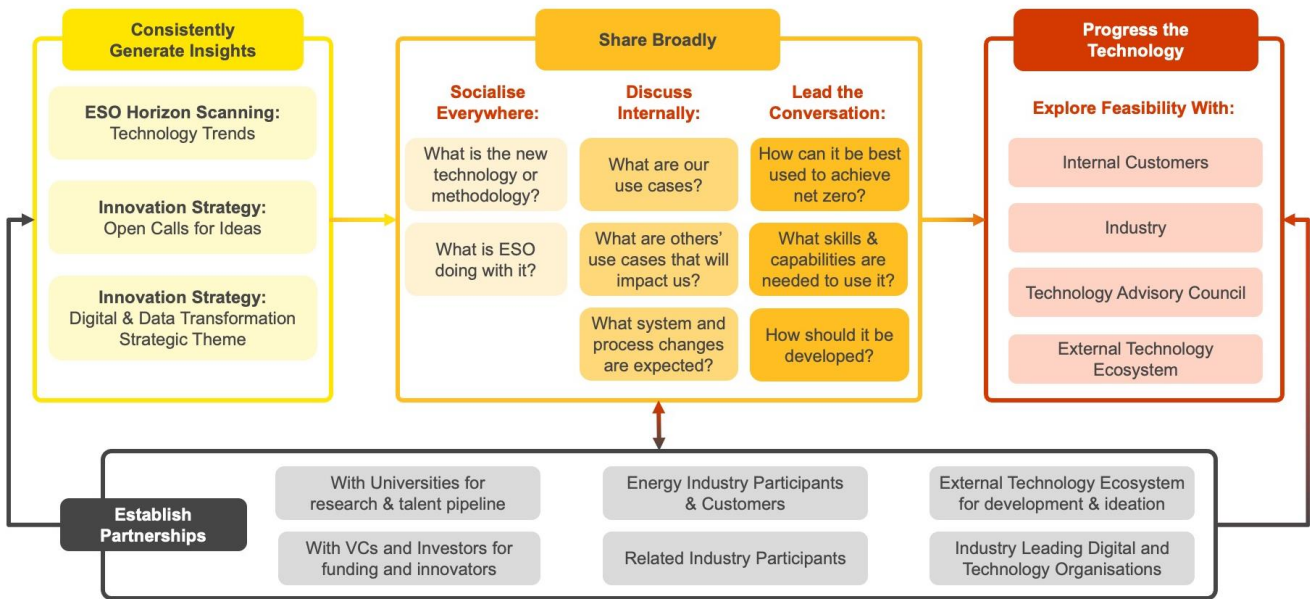 Consistently
Generate Insights
ESO Horizon Scanning:
Technology Trends
Innovation Strategy:
Open Calls for Ideas
Innovation Strategy:
Digital & Data Transformation
Strategic Theme
Share Broadly
Socialise
Everywhere:
What is the new
technology or
methodology?
What is ESO
doing with it?
Discuss
Internally:
What are our
use cases?
What are others’
use cases that will
impact us?
What system and
process changes
are expected?
Lead the
Conversation:
How can it be best
used to achieve
net zero?
What skills &
capabilities are
needed to use it?
How should it be
developed?
Progress the
Technology
Explore Feasibility With:
Internal Customers
Industry
Technology Advisory Council
External Technology
Ecosystem
Establish
Partnerships
With Universities for
research & talent pipeline
Energy Industry Participants
& Customers
External Technology Ecosystem
for development & ideation
With VCs and Investors for
funding and innovators
Related Industry Participants
Industry Leading Digital and
Technology Organisations